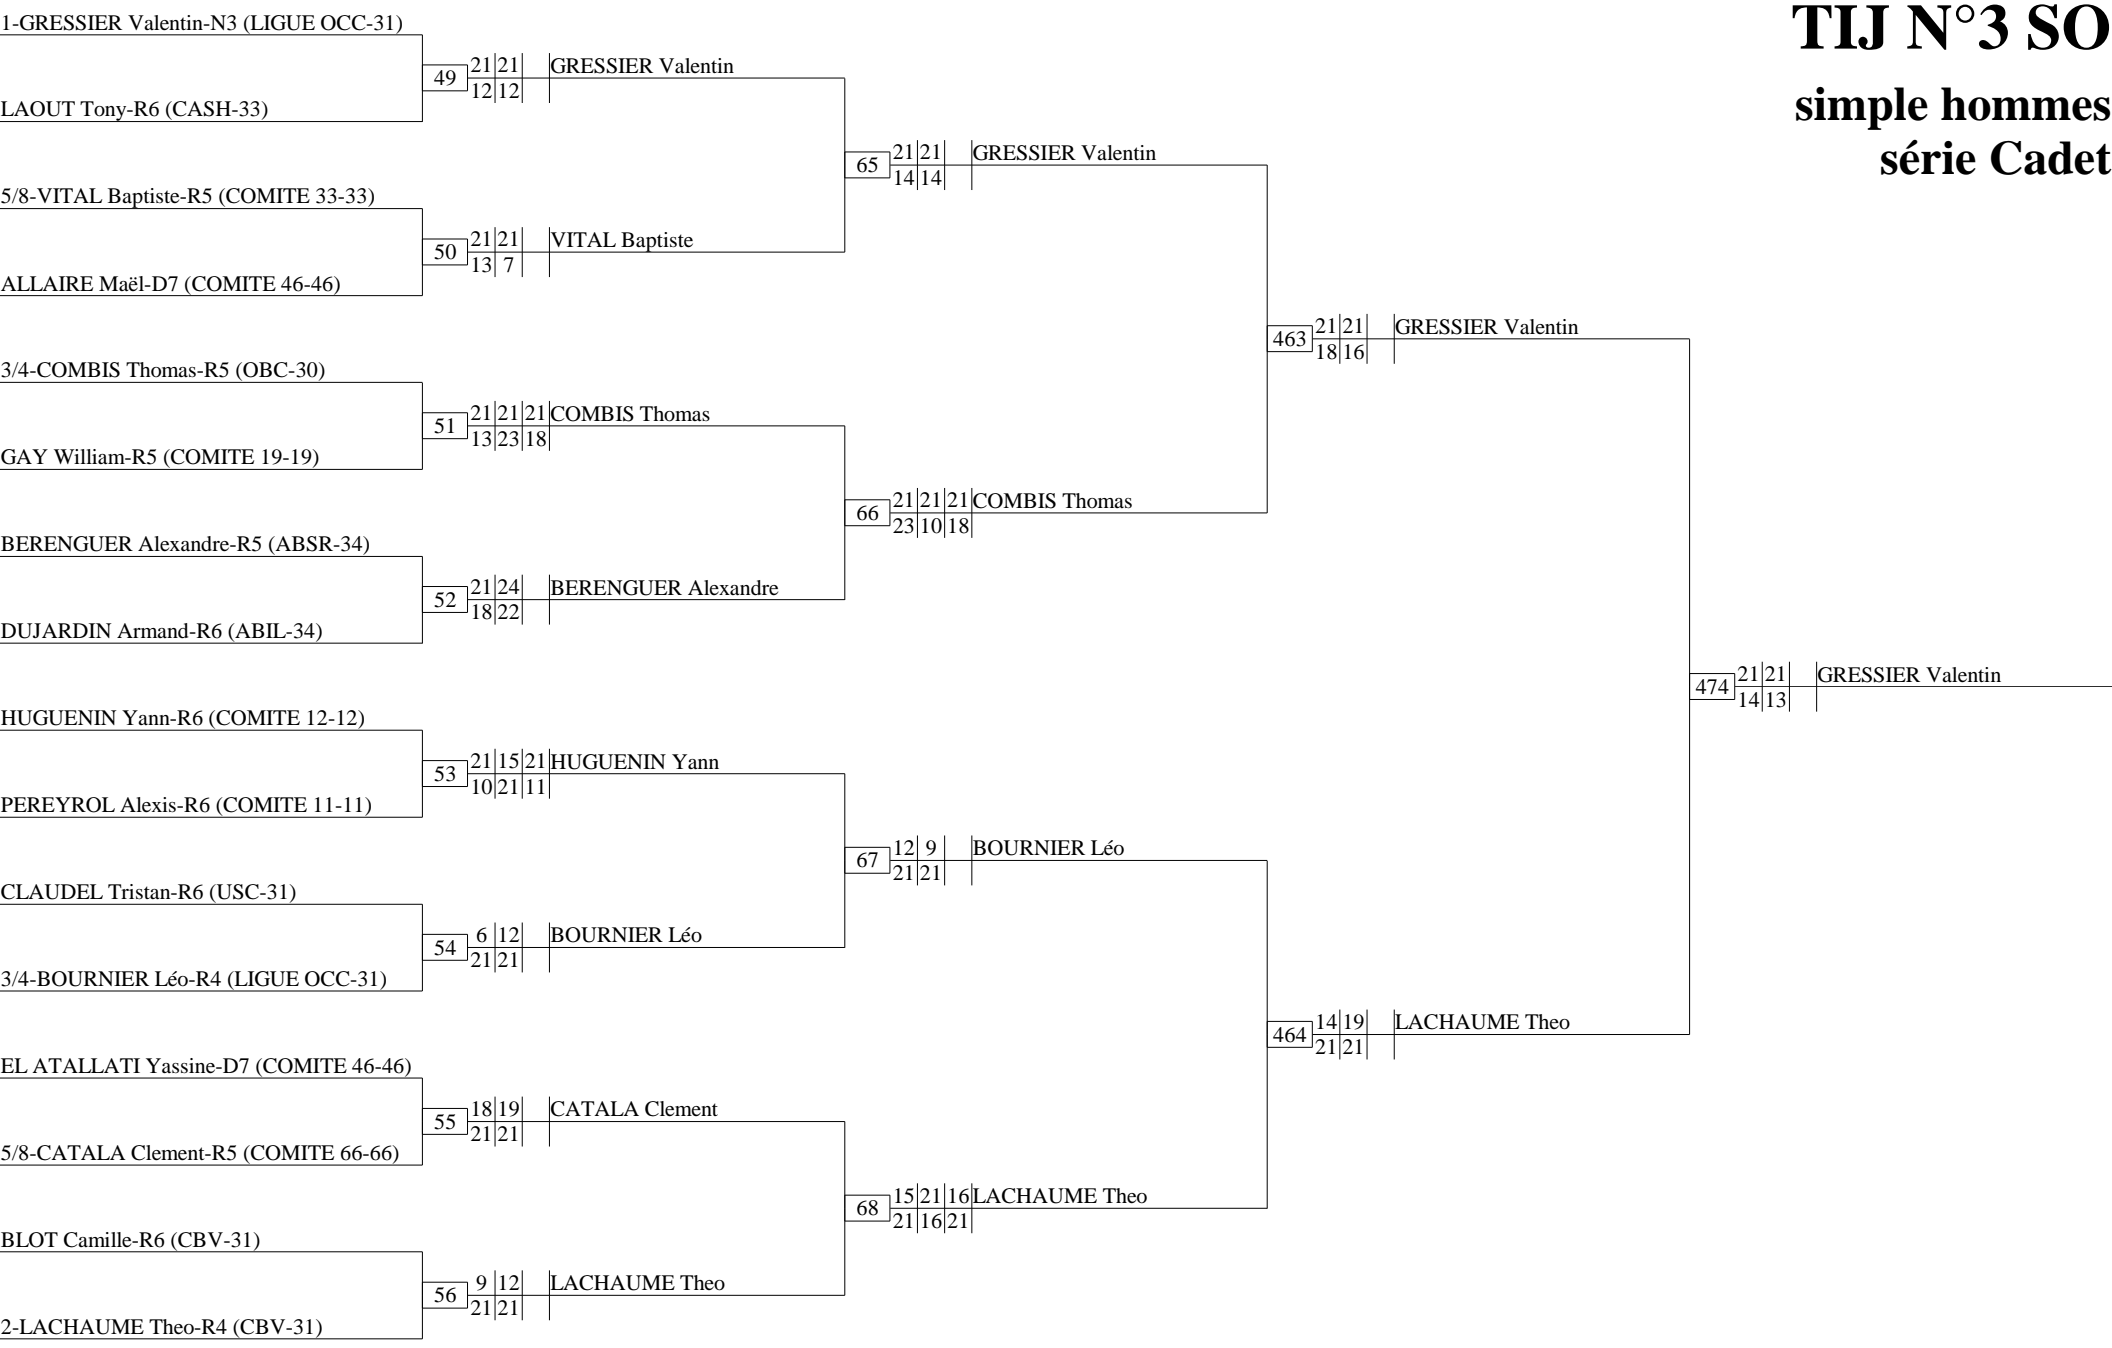 TIJ N°3 SO
simple hommes
série Cadet
1-GRESSIER Valentin-N3 (LIGUE OCC-31)
49 21 21 GRESSIER Valentin
12 12
LAOUT Tony-R6 (CASH-33)
65 21 21 GRESSIER Valentin
14 14
5/8-VITAL Baptiste-R5 (COMITE 33-33)
50 21 21 VITAL Baptiste
13 7
ALLAIRE Maël-D7 (COMITE 46-46)
463 21 21 GRESSIER Valentin
18 16
3/4-COMBIS Thomas-R5 (OBC-30)
51 21 21 21 COMBIS Thomas
13 23 18
GAY William-R5 (COMITE 19-19)
66 21 21 21 COMBIS Thomas
23 10 18
BERENGUER Alexandre-R5 (ABSR-34)
52 21 24 BERENGUER Alexandre
18 22
DUJARDIN Armand-R6 (ABIL-34)
474 21 21 GRESSIER Valentin
14 13
HUGUENIN Yann-R6 (COMITE 12-12)
53 21 15 21 HUGUENIN Yann
10 21 11
PEREYROL Alexis-R6 (COMITE 11-11)
67 12 9 BOURNIER Léo
21 21
CLAUDEL Tristan-R6 (USC-31)
54 6 12 BOURNIER Léo
21 21
3/4-BOURNIER Léo-R4 (LIGUE OCC-31)
464 14 19 LACHAUME Theo
21 21
EL ATALLATI Yassine-D7 (COMITE 46-46)
55 18 19 CATALA Clement
21 21
5/8-CATALA Clement-R5 (COMITE 66-66)
68 15 21 16 LACHAUME Theo
21 16 21
BLOT Camille-R6 (CBV-31)
56 9 12 LACHAUME Theo
21 21
2-LACHAUME Theo-R4 (CBV-31)